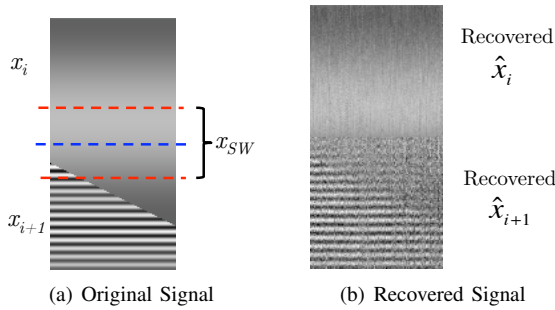 x_i
x_{SW}
x_{i+1}
(a) Original Signal
Recovered
x̂_i
Recovered
x̂_{i+1}
(b) Recovered Signal